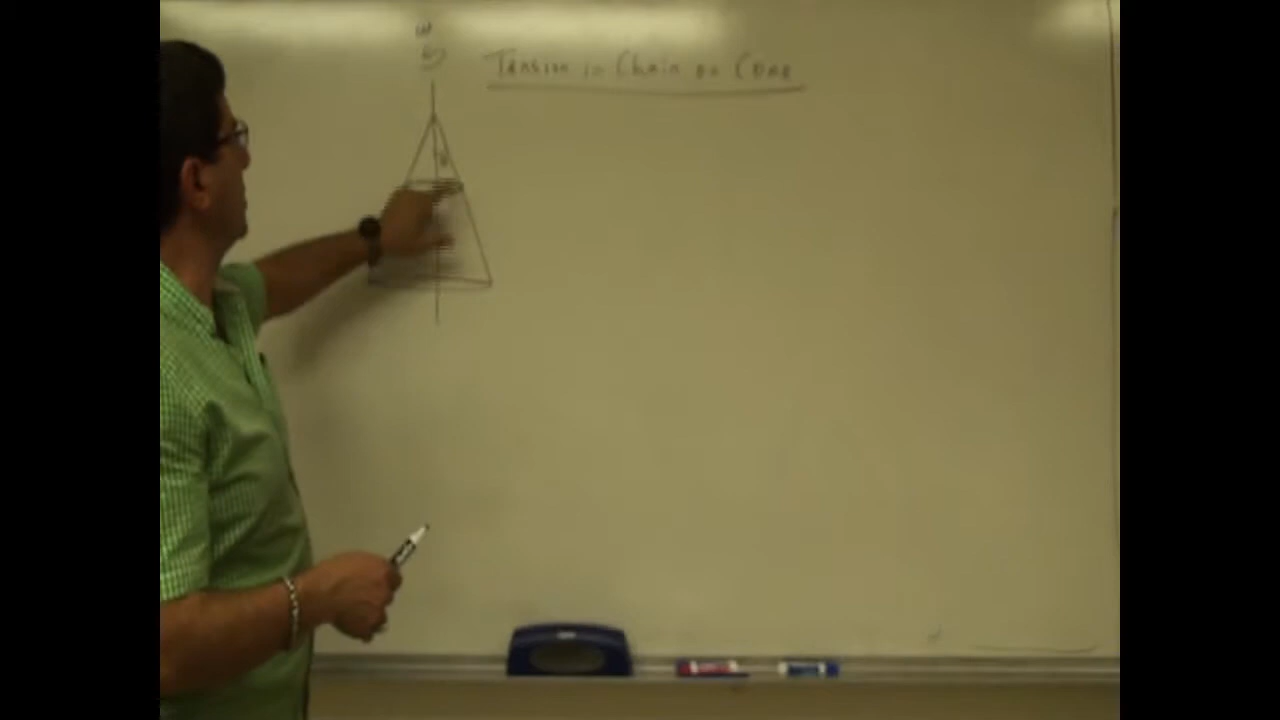 ω
Tension in Chain on Cone
θ